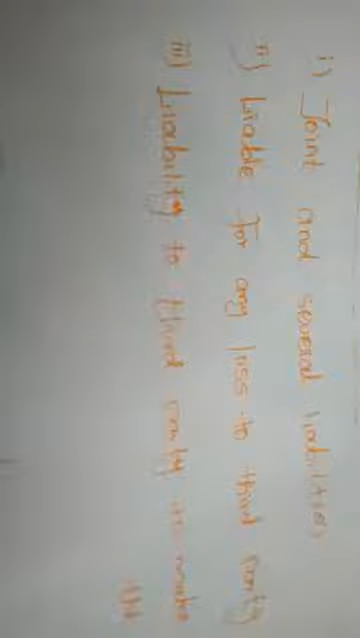 i) Joint and several liabilities
ii) Liable for any loss to third party
iii) Liability to third party